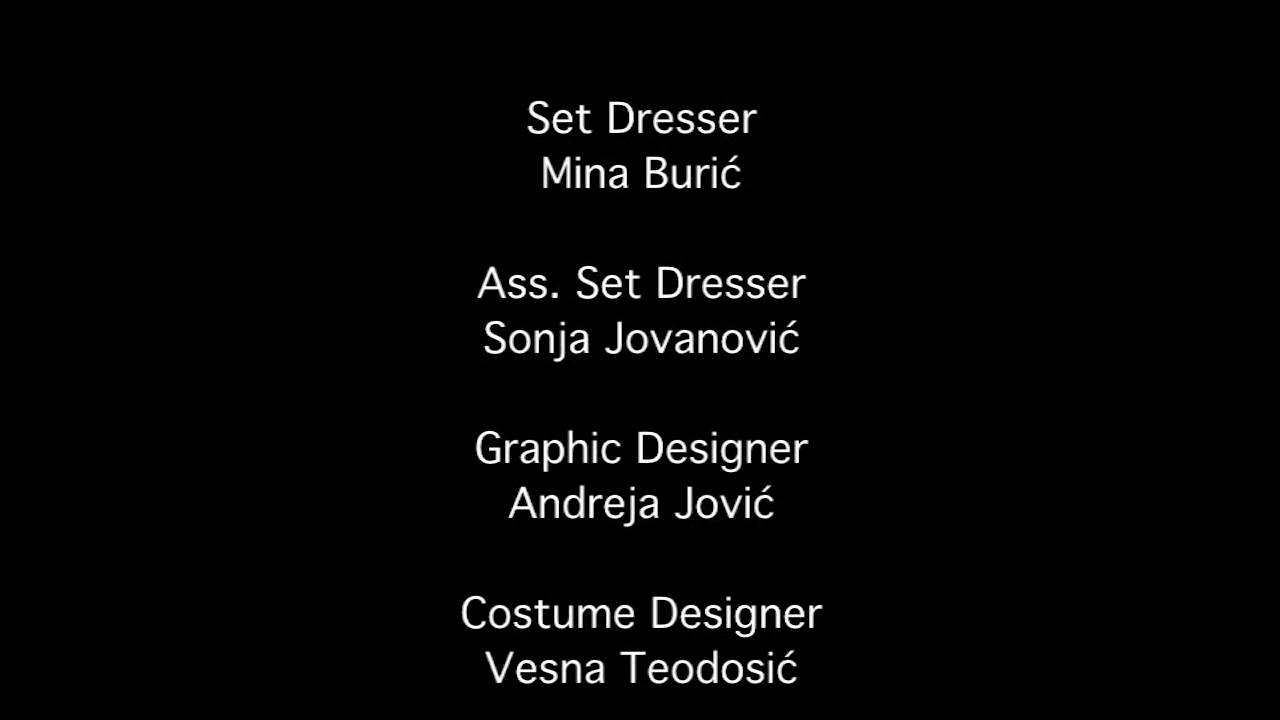 Set Dresser
Mina Burić
Ass. Set Dresser
Sonja Jovanović
Graphic Designer
Andreja Jović
Costume Designer
Vesna Teodosić